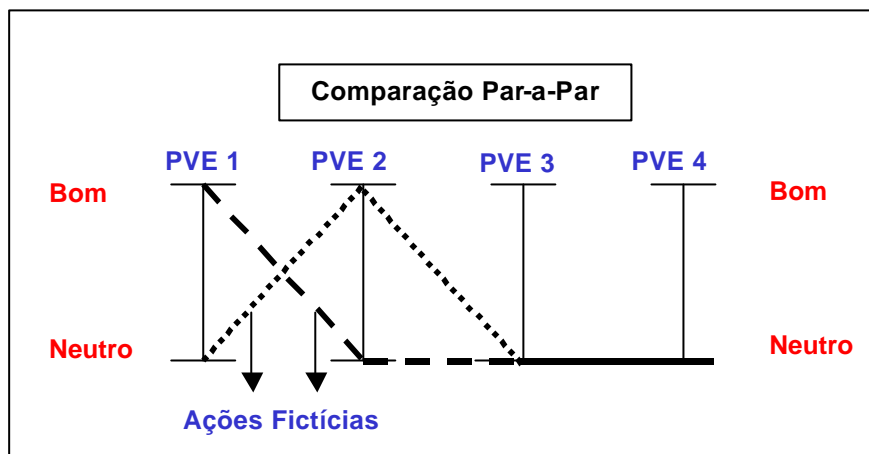 Comparação Par-a-Par
PVE 1 PVE 2 PVE 3 PVE 4
Bom Bom
Neutro Neutro
Ações Fictícias